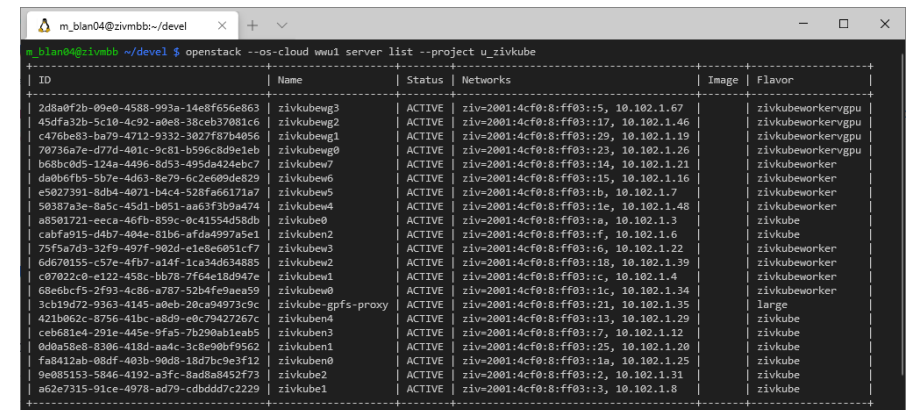 m_blan04@zivmbb:~/devel
m_blan04@zivmbb ~/devel $ openstack --os-cloud wwu1 server list --project u_zivkube
| ID | Name | Status | Networks | Image | Flavor |
| 2d8a0f2b-09e0-4588-993a-14e8f656e863 | zivkubewg3 | ACTIVE | ziv=2001:4cf0:8:ff03::5, 10.102.1.67 | | zivkubeworkervgpu |
| 45dfa32b-5c10-4c92-a0e8-38ceb37081c6 | zivkubewg2 | ACTIVE | ziv=2001:4cf0:8:ff03::17, 10.102.1.46 | | zivkubeworkervgpu |
| c476be83-ba79-4712-9332-3027f87b4056 | zivkubewg1 | ACTIVE | ziv=2001:4cf0:8:ff03::29, 10.102.1.19 | | zivkubeworkervgpu |
| 70736a7e-d77d-401c-9c81-b596c8d9e1eb | zivkubewg0 | ACTIVE | ziv=2001:4cf0:8:ff03::23, 10.102.1.26 | | zivkubeworkervgpu |
| b68bc0d5-124a-4496-8d53-495da424ebc7 | zivkubew7 | ACTIVE | ziv=2001:4cf0:8:ff03::14, 10.102.1.21 | | zivkubeworker |
| da0b6fb5-5b7e-4d63-8e79-6c2e609de829 | zivkubew6 | ACTIVE | ziv=2001:4cf0:8:ff03::15, 10.102.1.16 | | zivkubeworker |
| e5027391-8db4-4071-b4c4-528fa66171a7 | zivkubew5 | ACTIVE | ziv=2001:4cf0:8:ff03::b, 10.102.1.7 | | zivkubeworker |
| 50387a3e-8a5c-45d1-b051-aa63f3b9a474 | zivkubew4 | ACTIVE | ziv=2001:4cf0:8:ff03::1e, 10.102.1.48 | | zivkubeworker |
| a8501721-eeca-46fb-859c-0c41554d58db | zivkube0 | ACTIVE | ziv=2001:4cf0:8:ff03::a, 10.102.1.3 | | zivkube |
| cabfa915-d4b7-404e-81b6-afda4997a5e1 | zivkuben2 | ACTIVE | ziv=2001:4cf0:8:ff03::f, 10.102.1.6 | | zivkube |
| 75f5a7d3-32f9-497f-902d-e1e8e6051cf7 | zivkubew3 | ACTIVE | ziv=2001:4cf0:8:ff03::6, 10.102.1.22 | | zivkubeworker |
| 6d670155-c57e-4fb7-a14f-1ca34d634885 | zivkubew2 | ACTIVE | ziv=2001:4cf0:8:ff03::18, 10.102.1.39 | | zivkubeworker |
| c07022c0-e122-458c-bb78-7f64e18d947e | zivkubew1 | ACTIVE | ziv=2001:4cf0:8:ff03::c, 10.102.1.4 | | zivkubeworker |
| 68e6bcf5-2f93-4c86-a787-52b4fe9aea59 | zivkubew0 | ACTIVE | ziv=2001:4cf0:8:ff03::1c, 10.102.1.34 | | zivkubeworker |
| 3cb19d72-9363-4145-a0eb-20ca94973c9c | zivkube-gpfs-proxy | ACTIVE | ziv=2001:4cf0:8:ff03::21, 10.102.1.35 | | large |
| 421b062c-8756-41bc-a8d9-e0c79427267c | zivkuben4 | ACTIVE | ziv=2001:4cf0:8:ff03::13, 10.102.1.29 | | zivkube |
| ceb681e4-291e-445e-9fa5-7b290ab1eab5 | zivkuben3 | ACTIVE | ziv=2001:4cf0:8:ff03::7, 10.102.1.12 | | zivkube |
| 0d0a58e8-8306-418d-aa4c-3c8e90bf9562 | zivkuben1 | ACTIVE | ziv=2001:4cf0:8:ff03::25, 10.102.1.20 | | zivkube |
| fa8412ab-08df-403b-90d8-18d7bc9e3f12 | zivkuben0 | ACTIVE | ziv=2001:4cf0:8:ff03::1a, 10.102.1.25 | | zivkube |
| 9e085153-5846-4192-a3fc-8ad8a8452f73 | zivkube2 | ACTIVE | ziv=2001:4cf0:8:ff03::2, 10.102.1.31 | | zivkube |
| a62e7315-91ce-4978-ad79-cdbddd7c2229 | zivkube1 | ACTIVE | ziv=2001:4cf0:8:ff03::3, 10.102.1.8 | | zivkube |